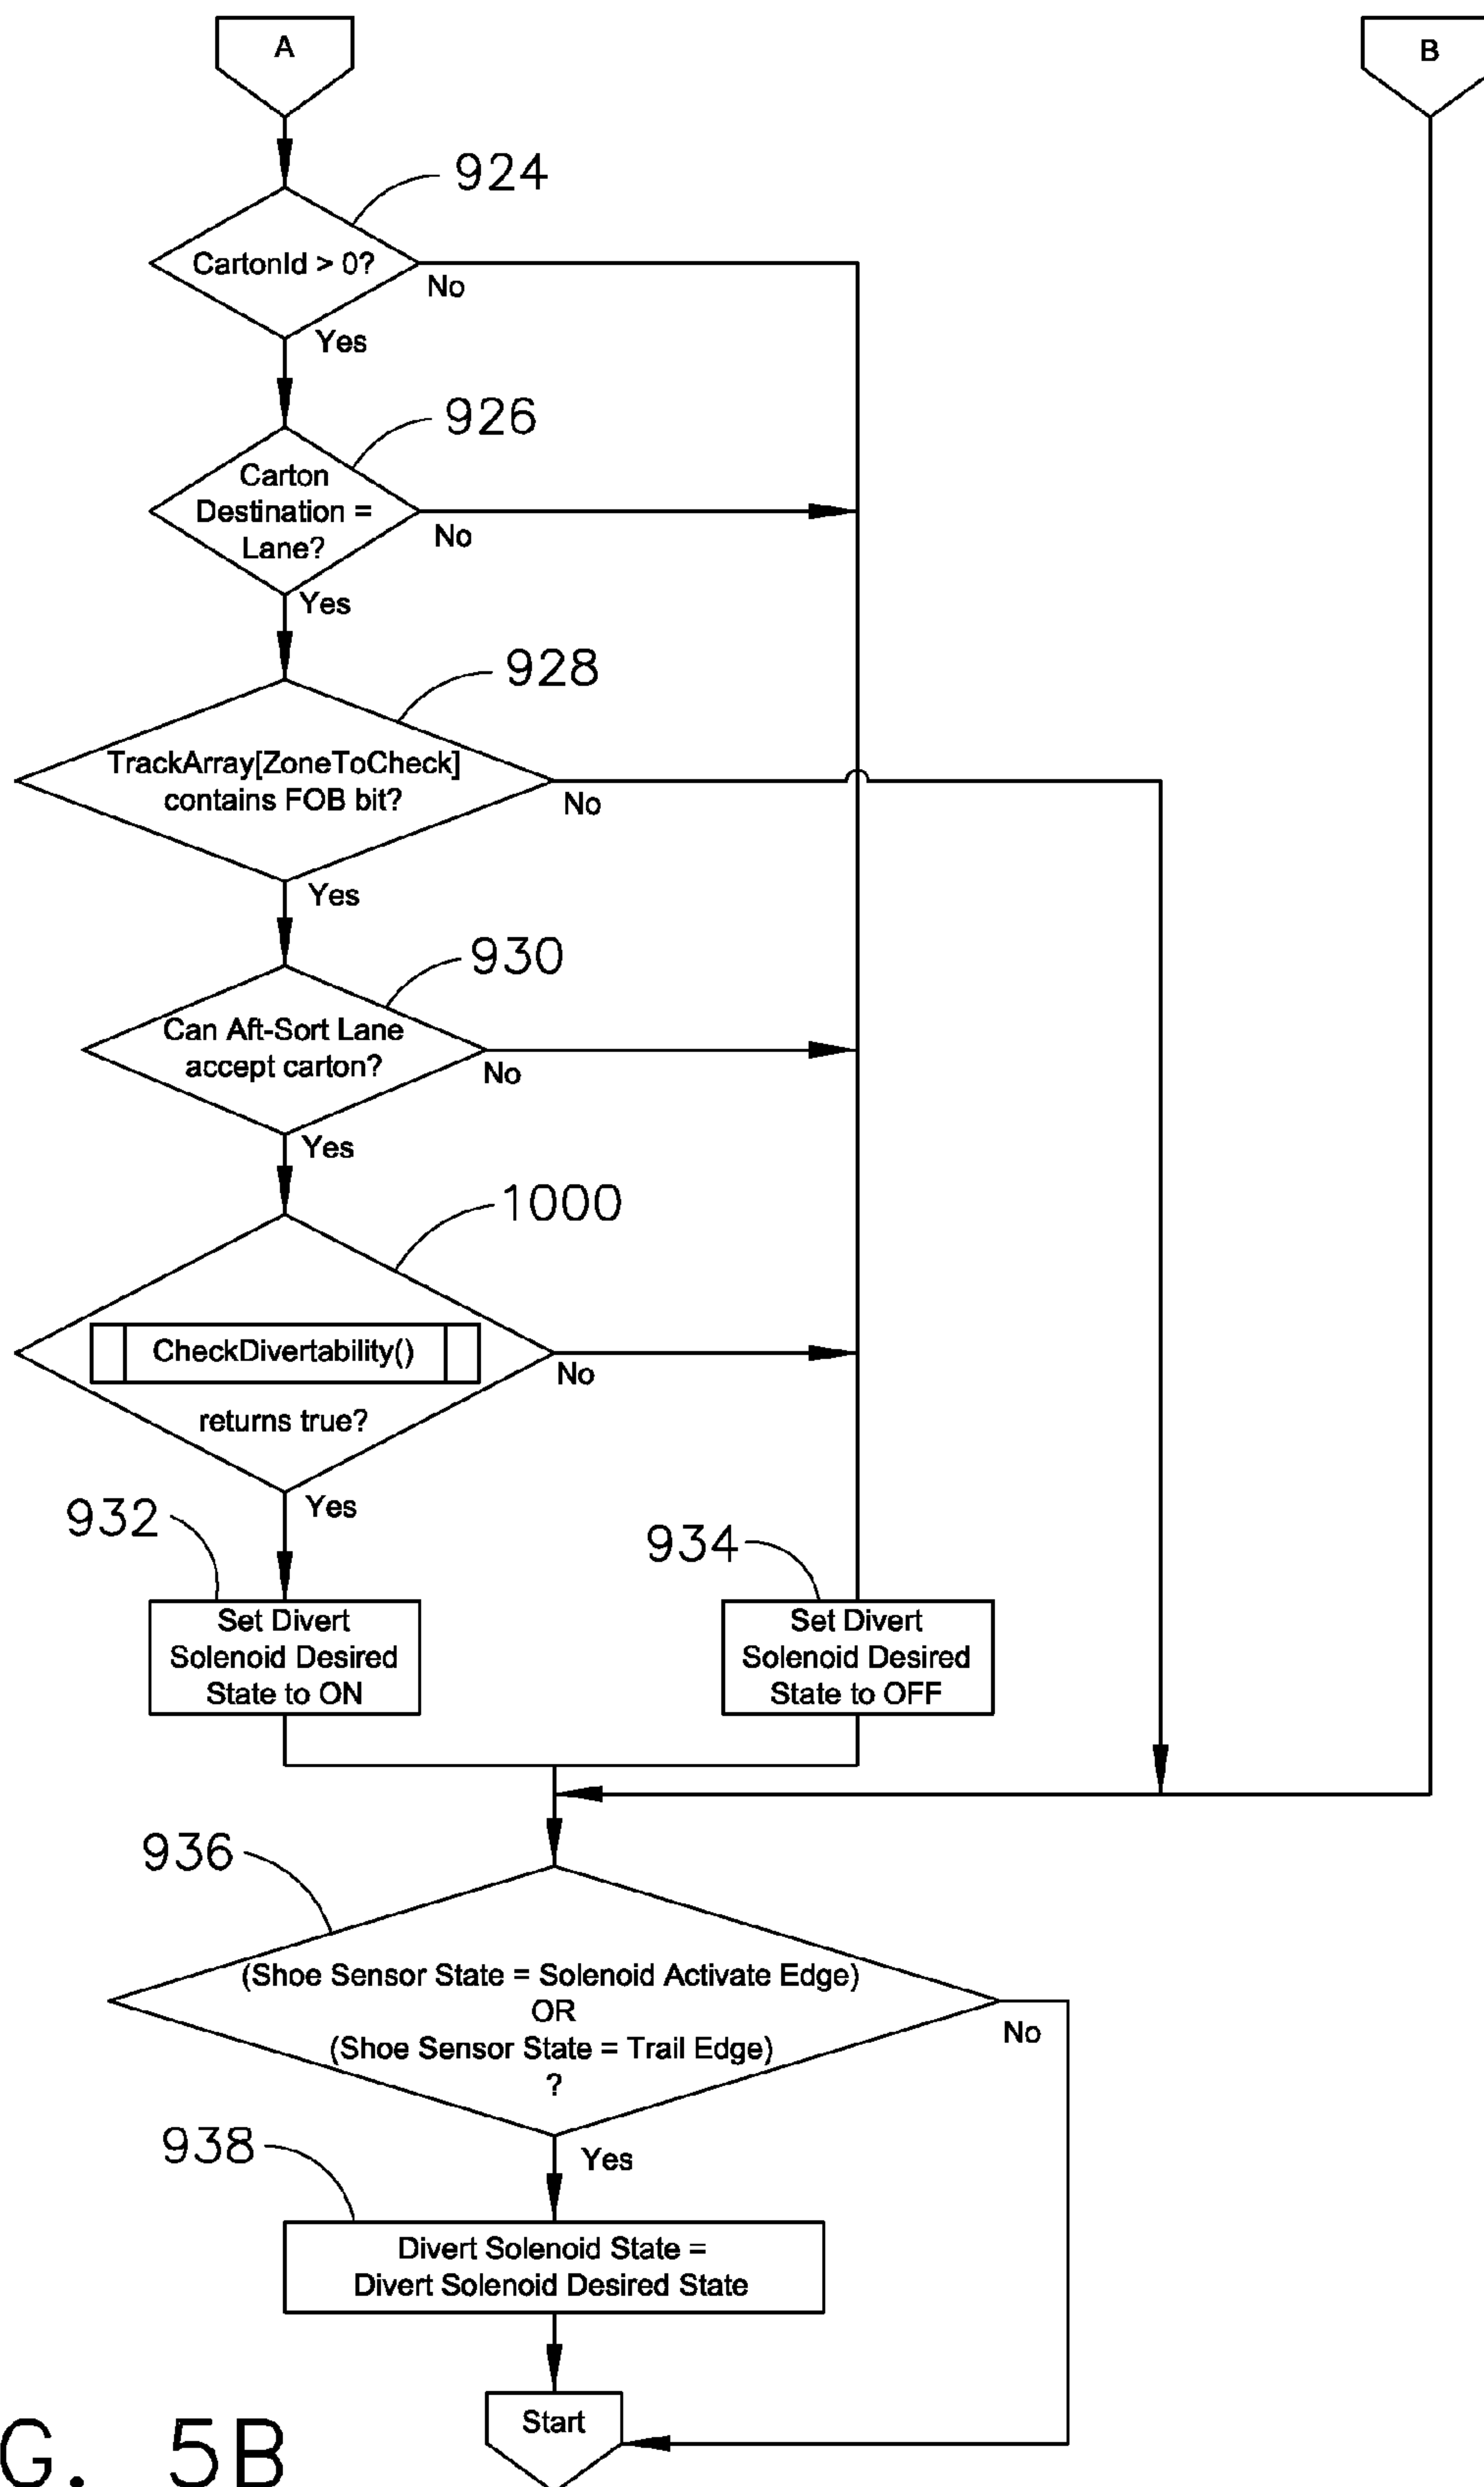 A
B
924
CartonId > 0?
No
Yes
926
Carton
Destination =
Lane?
No
Yes
928
TrackArray[ZoneToCheck]
contains FOB bit?
No
Yes
930
Can Aft-Sort Lane
accept carton?
No
Yes
1000
CheckDivertability()
returns true?
No
Yes
932
Set Divert
Solenoid Desired
State to ON
934
Set Divert
Solenoid Desired
State to OFF
936
(Shoe Sensor State = Solenoid Activate Edge)
OR
(Shoe Sensor State = Trail Edge)
?
No
Yes
938
Divert Solenoid State =
Divert Solenoid Desired State
Start
G. 5B